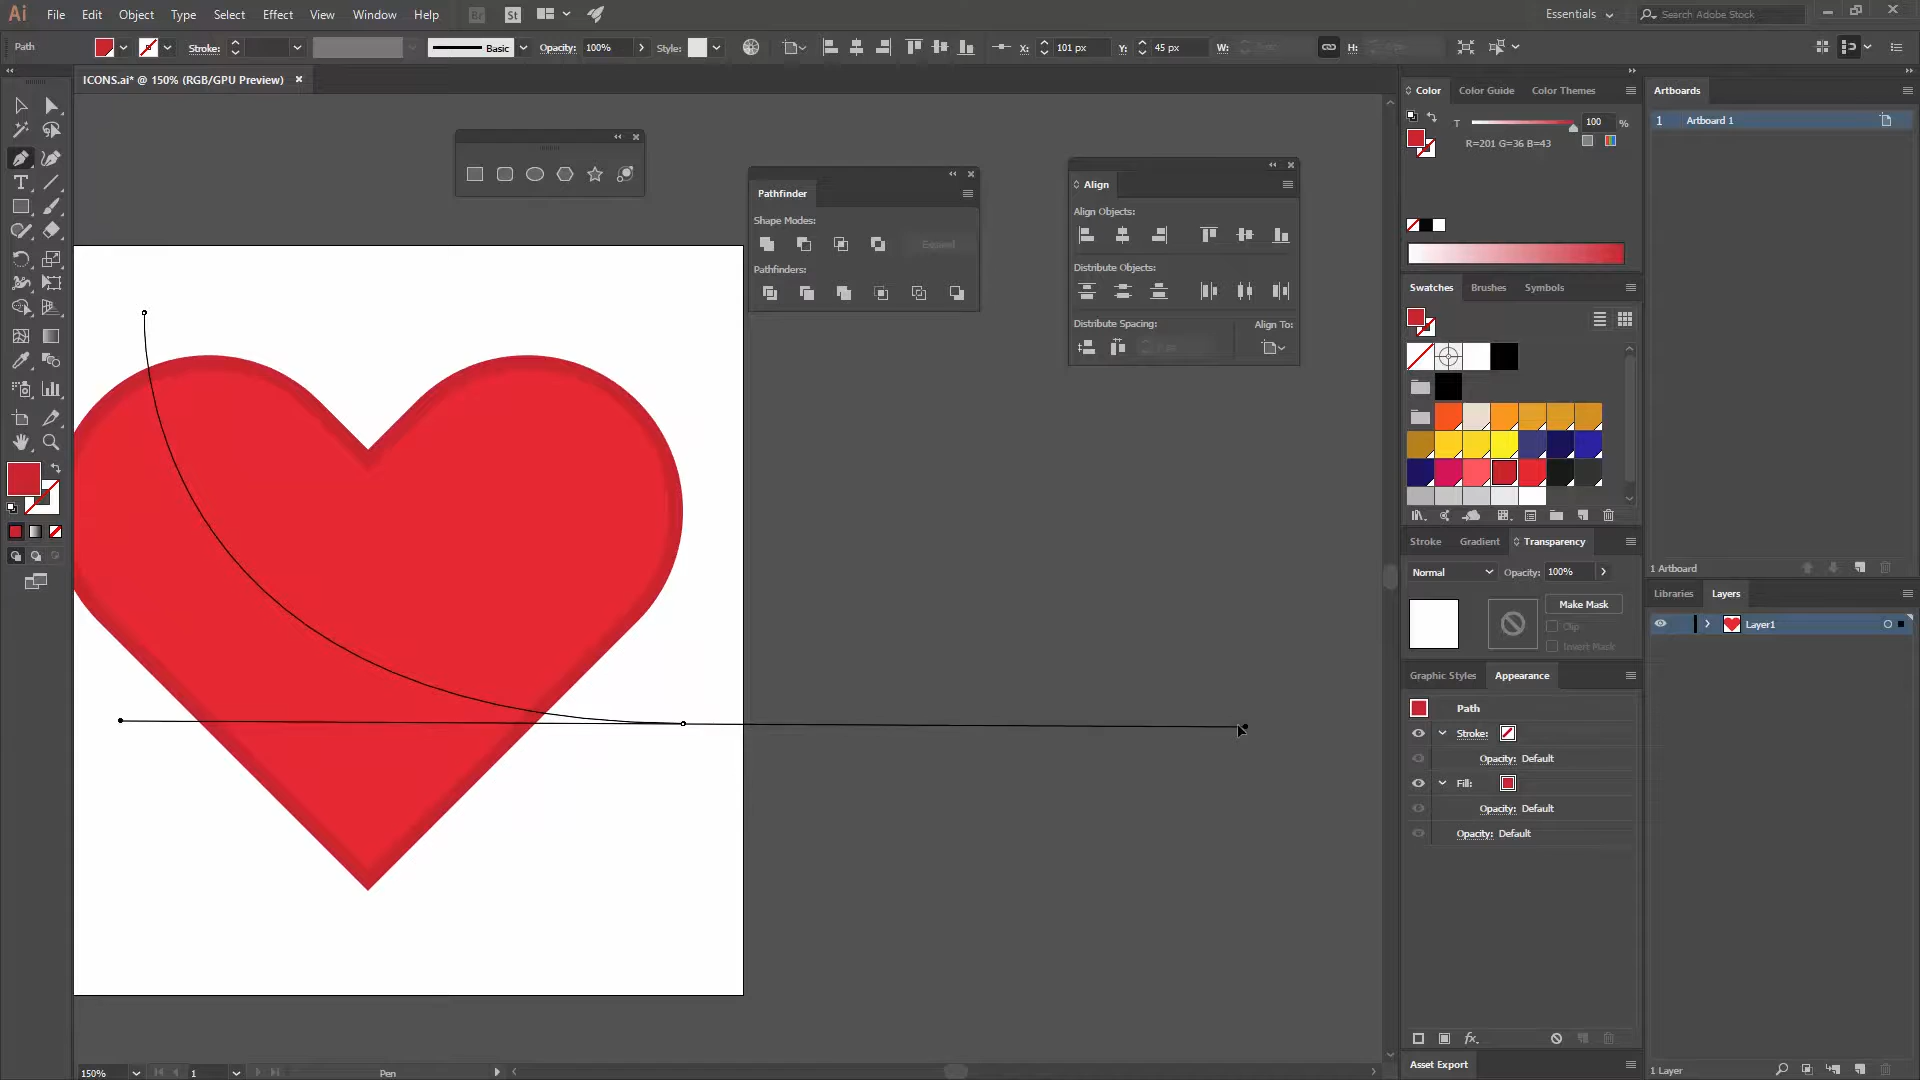 Ai File Edit Object Type Select Effect View Window Help Br St Essentials Search Adobe Stock
Path Stroke: Basic Opacity: 100% Style: X: 101 px Y: 45 px W: H:
ICONS.ai* @ 150% (RGB/GPU Preview)
Color Color Guide Color Themes
T 100 %
R=201 G=36 B=43
Artboards
1 Artboard 1
Pathfinder
Shape Modes:
Expand
Pathfinders:
Align
Align Objects:
Distribute Objects:
Distribute Spacing: Align To:
Swatches Brushes Symbols
Stroke Gradient Transparency
Normal Opacity: 100%
Make Mask
Clip
Invert Mask
1 Artboard
Libraries Layers
Layer1
Graphic Styles Appearance
Path
Stroke:
Opacity: Default
Fill:
Opacity: Default
Opacity: Default
Asset Export
1 Layer
150% 1 Pen